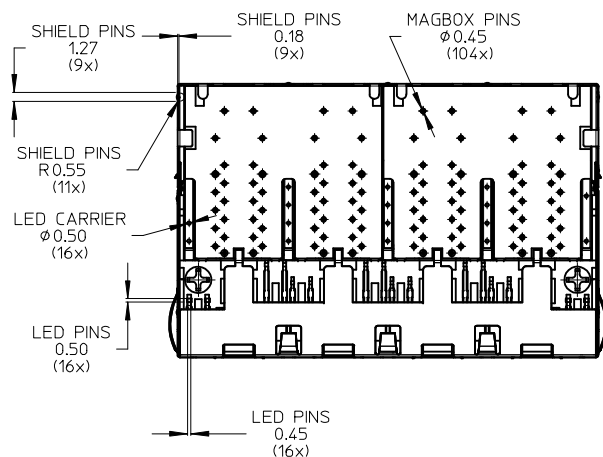 SHIELD PINS
1.27
(9x)
SHIELD PINS
0.18
(9x)
MAGBOX PINS
Ø0.45
(104x)
SHIELD PINS
R0.55
(11x)
LED CARRIER
Ø0.50
(16x)
LED PINS
0.50
(16x)
LED PINS
0.45
(16x)